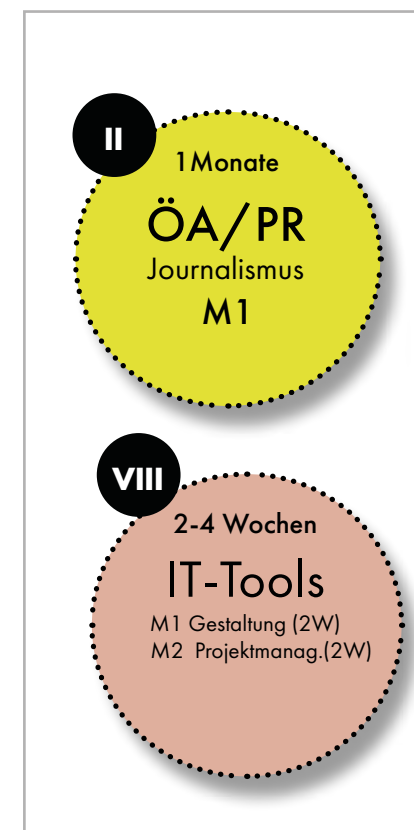 II
1Monate
ÖA/PR
Journalismus
M1
VIII
2-4 Wochen
IT-Tools
M1 Gestaltung (2W)
M2 Projektmanag.(2W)